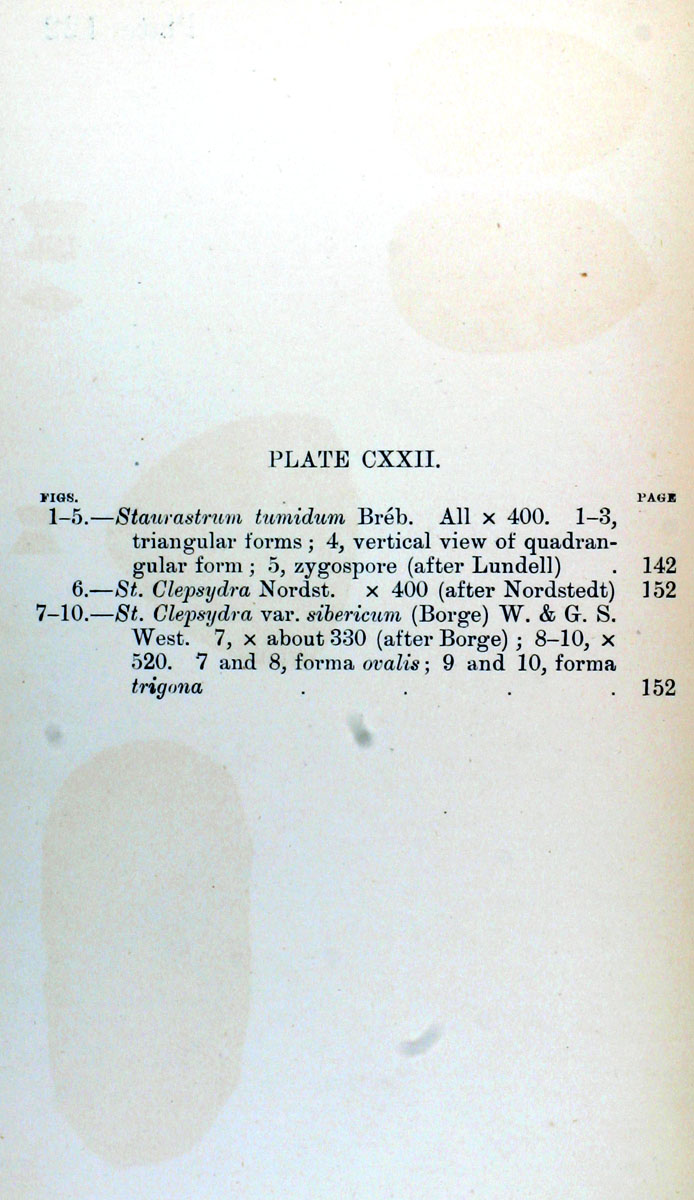 PLATE CXXII.
FIGS. PAGE
1–5.—Staurastrum tumidum Bréb. All × 400. 1–3,
triangular forms ; 4, vertical view of quadran-
gular form ; 5, zygospore (after Lundell) . 142
6.—St. Clepsydra Nordst. × 400 (after Nordstedt) 152
7–10.—St. Clepsydra var. sibericum (Borge) W. & G. S.
West. 7, × about 330 (after Borge) ; 8–10, ×
520. 7 and 8, forma ovalis ; 9 and 10, forma
trigona . . . . 152